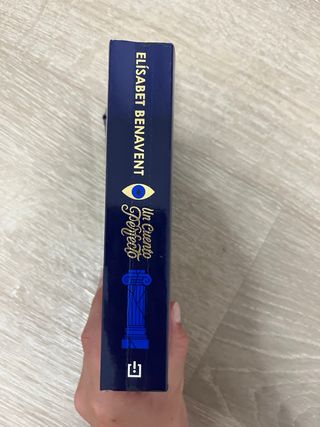 ELÍSABET BENAVENT
Un Cuento
Perfecto